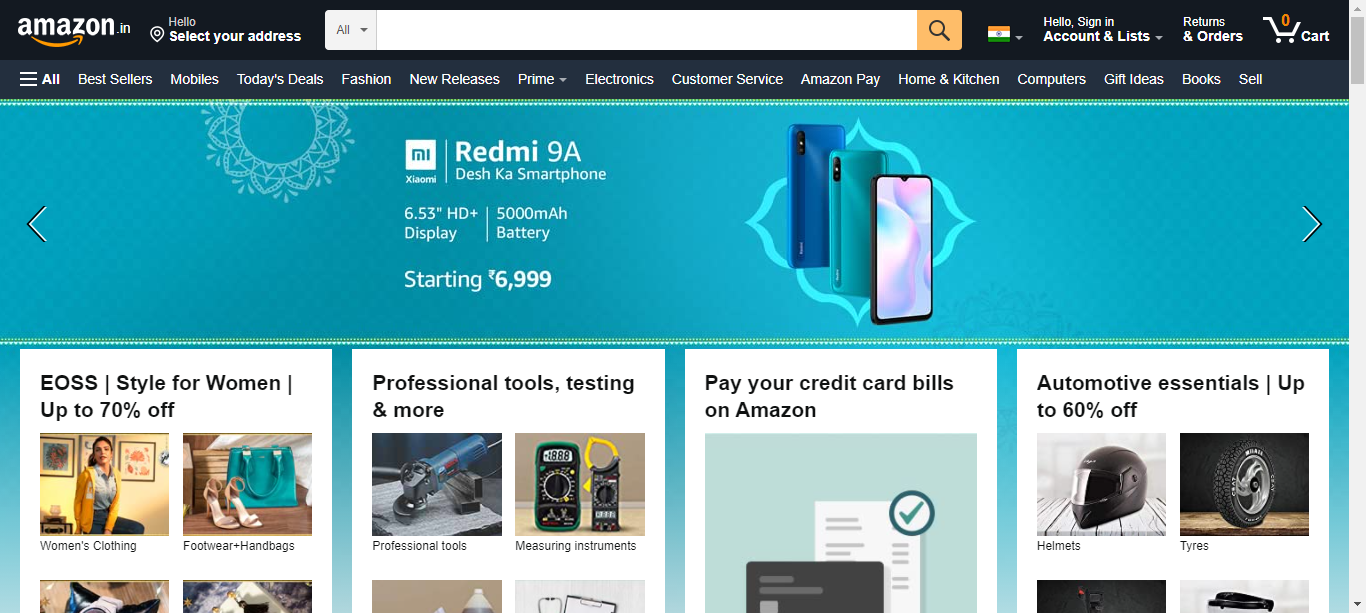 amazon.in
Hello
Select your address
All
Hello, Sign in
Account & Lists
Returns
& Orders
0
Cart
All
Best Sellers
Mobiles
Today's Deals
Fashion
New Releases
Prime
Electronics
Customer Service
Amazon Pay
Home & Kitchen
Computers
Gift Ideas
Books
Sell
mi
Xiaomi
Redmi 9A
Desh Ka Smartphone
6.53" HD+
Display
5000mAh
Battery
Starting ₹6,999
EOSS | Style for Women |
Up to 70% off
Women's Clothing
Footwear+Handbags
Professional tools, testing
& more
Professional tools
Measuring instruments
Pay your credit card bills
on Amazon
Automotive essentials | Up
to 60% off
Helmets
Tyres